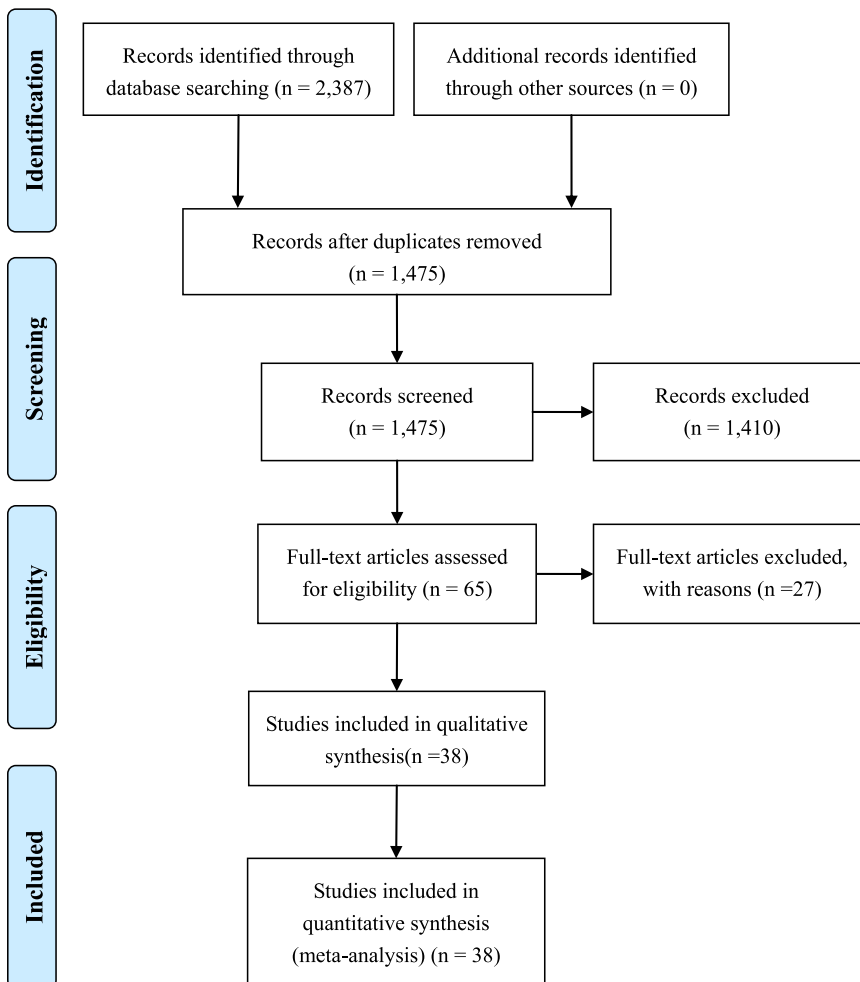 Identification
Records identified through
database searching (n = 2,387)
Additional records identified
through other sources (n = 0)
Records after duplicates removed
(n = 1,475)
Screening
Records screened
(n = 1,475)
Records excluded
(n = 1,410)
Eligibility
Full-text articles assessed
for eligibility (n = 65)
Full-text articles excluded,
with reasons (n =27)
Studies included in qualitative
synthesis(n =38)
Included
Studies included in
quantitative synthesis
(meta-analysis) (n = 38)